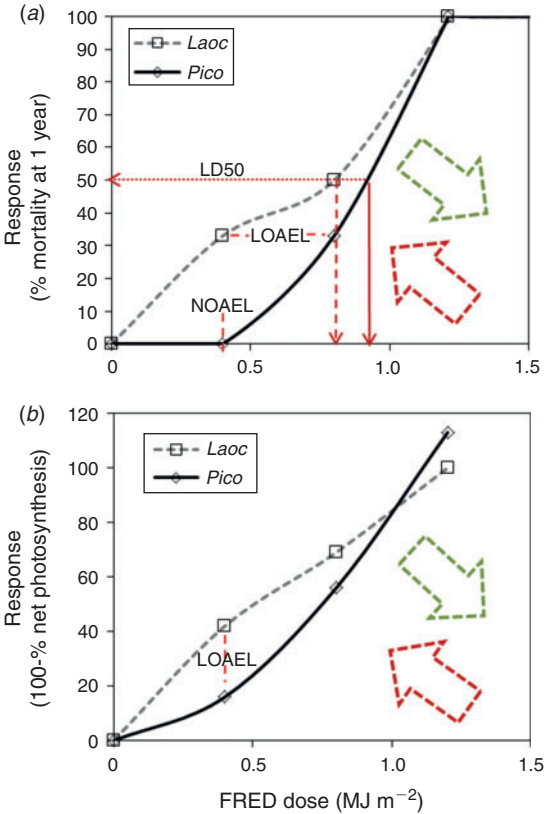 (a)
Laoc
Pico
100
90
80
70
60
50
40
30
20
10
0
Response
(% mortality at 1 year)
LD50
LOAEL
NOAEL
0
0.5
1.0
1.5
(b)
Laoc
Pico
120
100
80
60
40
20
0
Response
(100-% net photosynthesis)
LOAEL
0
0.5
1.0
1.5
FRED dose (MJ m−2)